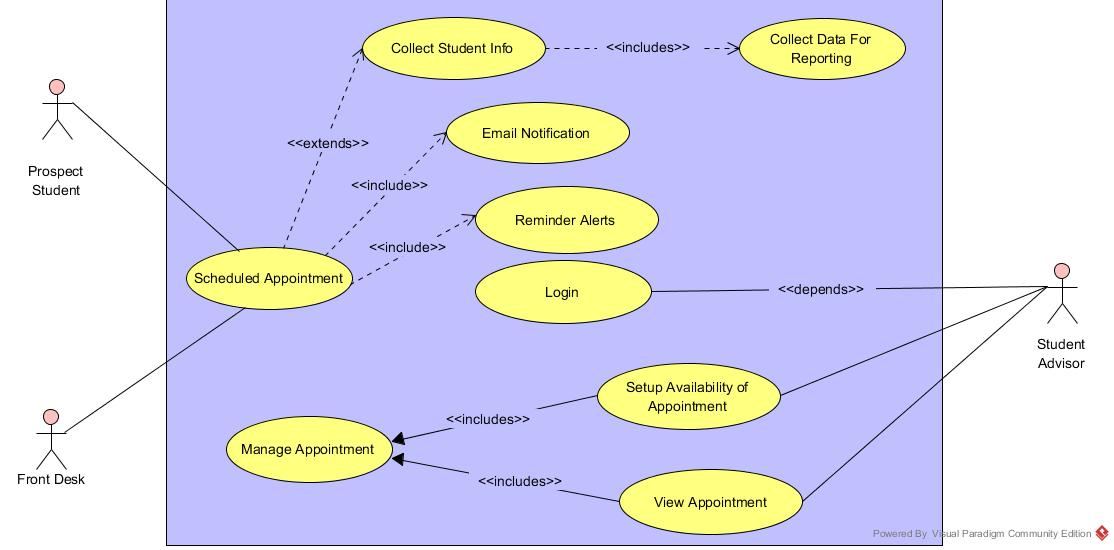 Collect Student Info
<<includes>>
Collect Data For
Reporting
<<extends>>
Email Notification
<<include>>
Prospect
Student
Reminder Alerts
<<include>>
Scheduled Appointment
Login
<<depends>>
Student
Advisor
Setup Availability of
Appointment
<<includes>>
Manage Appointment
<<includes>>
View Appointment
Front Desk
Powered By Visual Paradigm Community Edition